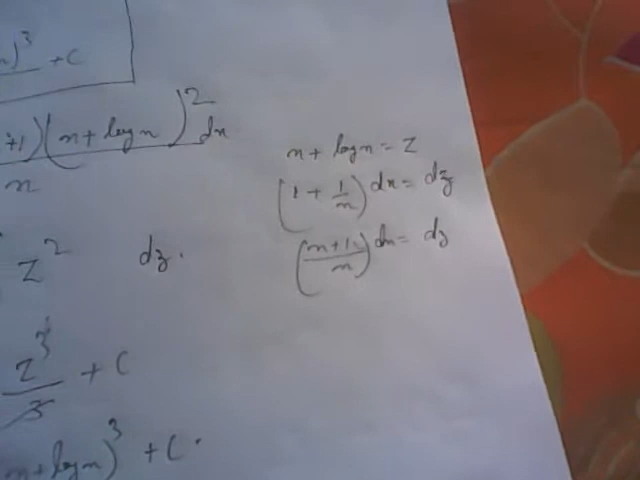 )³ + C
+1)(x + log x)² dx
x
x + log x = z
(1 + 1/x) dx = dz
z² dz.
(x+1/x) dx = dz
z³/3 + C
x + log x)³ + C.